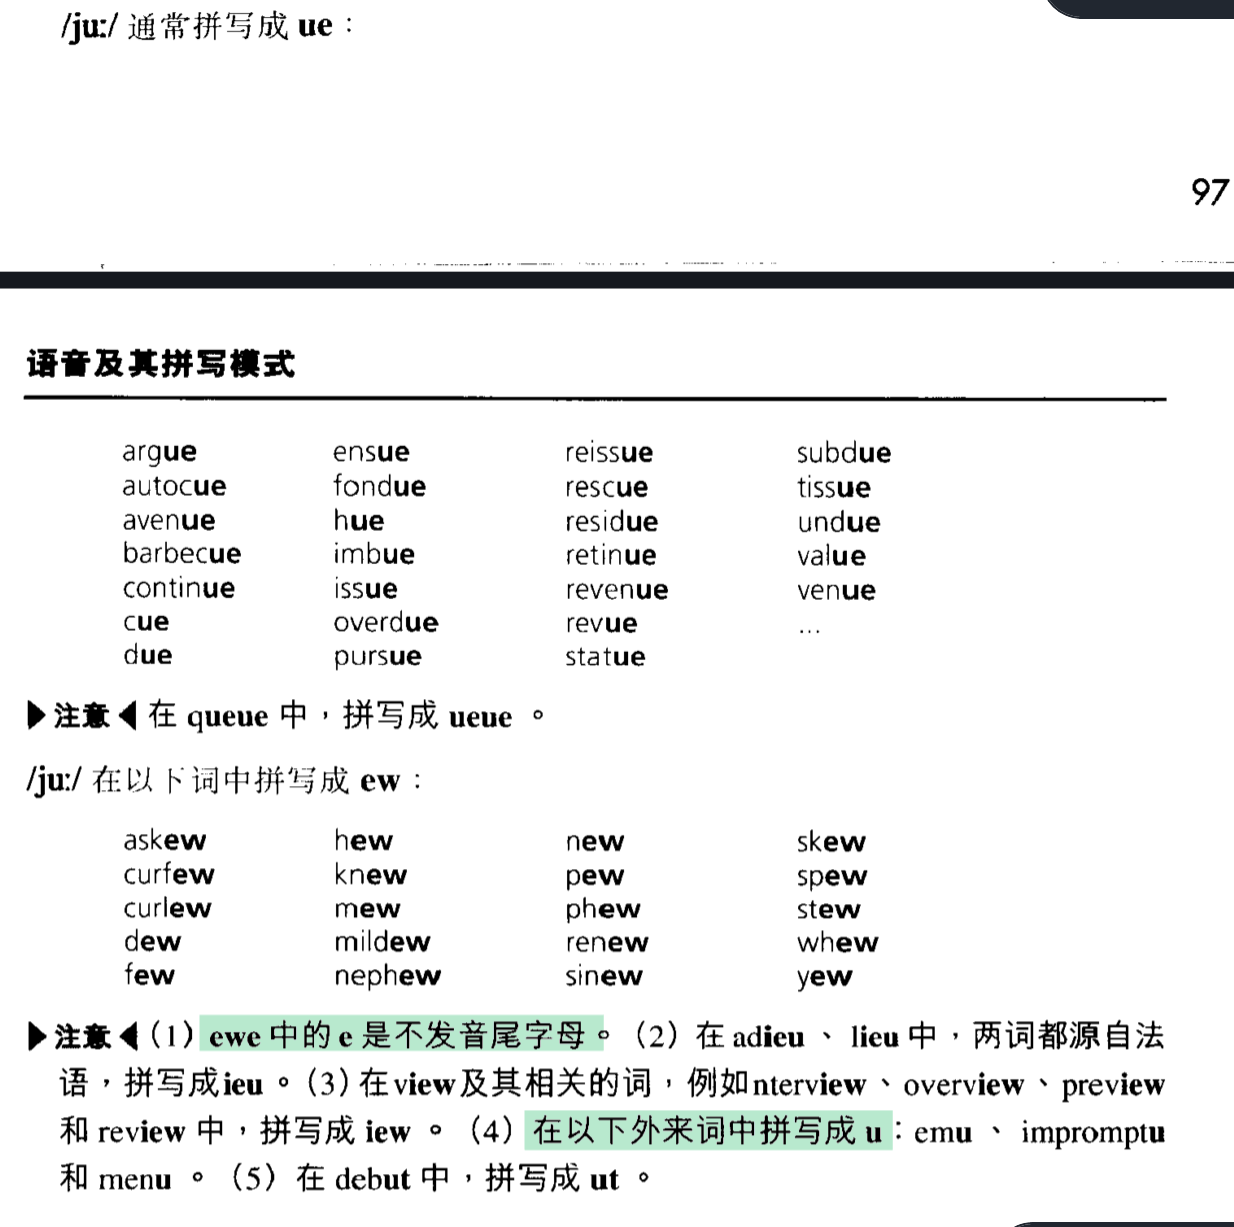 /ju:/ 通常拼写成 ue：
97
语音及其拼写模式
argue ensue reissue subdue
autocue fondue rescue tissue
avenue hue residue undue
barbecue imbue retinue value
continue issue revenue venue
cue overdue revue ...
due pursue statue
▶注意◀ 在 queue 中，拼写成 ueue 。
/ju:/ 在以下词中拼写成 ew：
askew hew new skew
curfew knew pew spew
curlew mew phew stew
dew mildew renew whew
few nephew sinew yew
▶注意◀（1）ewe 中的 e 是不发音尾字母。（2）在 adieu、lieu 中，两词都源自法
语，拼写成ieu。（3）在view及其相关的词，例如nterview、overview、preview
和 review 中，拼写成 iew 。（4）在以下外来词中拼写成 u：emu、impromptu
和 menu 。（5）在 debut 中，拼写成 ut 。